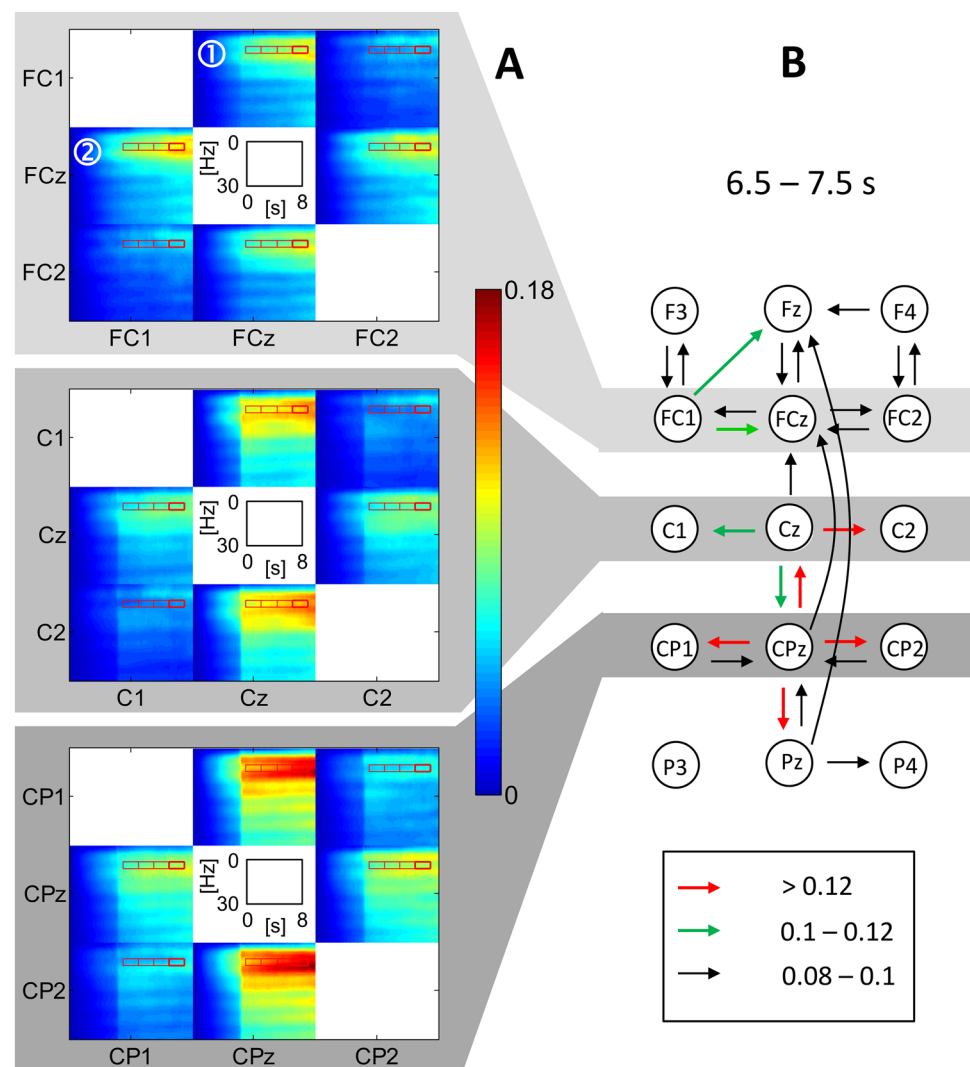 A
B
6.5 – 7.5 s
FC1
①
FCz
②
[Hz]
0
30
0
8
[s]
FC2
FC1
FCz
FC2
0.18
0
C1
Cz
[Hz]
0
30
0
8
[s]
C2
C1
Cz
C2
CP1
CPz
[Hz]
0
30
0
8
[s]
CP2
CP1
CPz
CP2
F3
Fz
F4
FC1
FCz
FC2
C1
Cz
C2
CP1
CPz
CP2
P3
Pz
P4
> 0.12
0.1 – 0.12
0.08 – 0.1